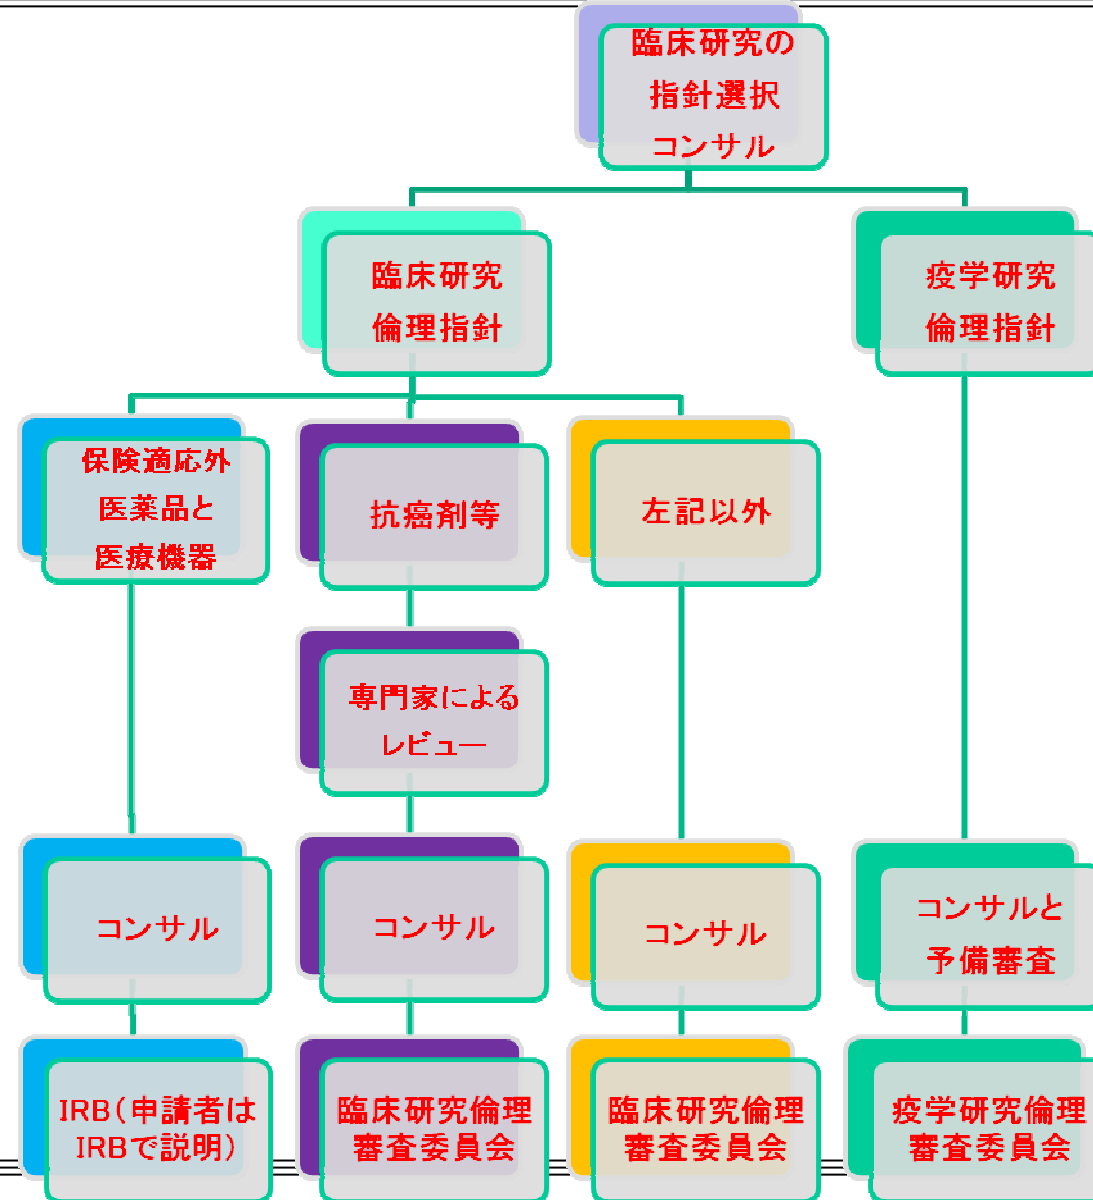 臨床研究の
指針選択
コンサル
臨床研究
倫理指針
疫学研究
倫理指針
保険適応外
医薬品と
医療機器
抗癌剤等
左記以外
専門家による
レビュー
コンサル
コンサル
コンサル
コンサルと
予備審査
IRB(申請者は
IRBで説明)
臨床研究倫理
審査委員会
臨床研究倫理
審査委員会
疫学研究倫理
審査委員会